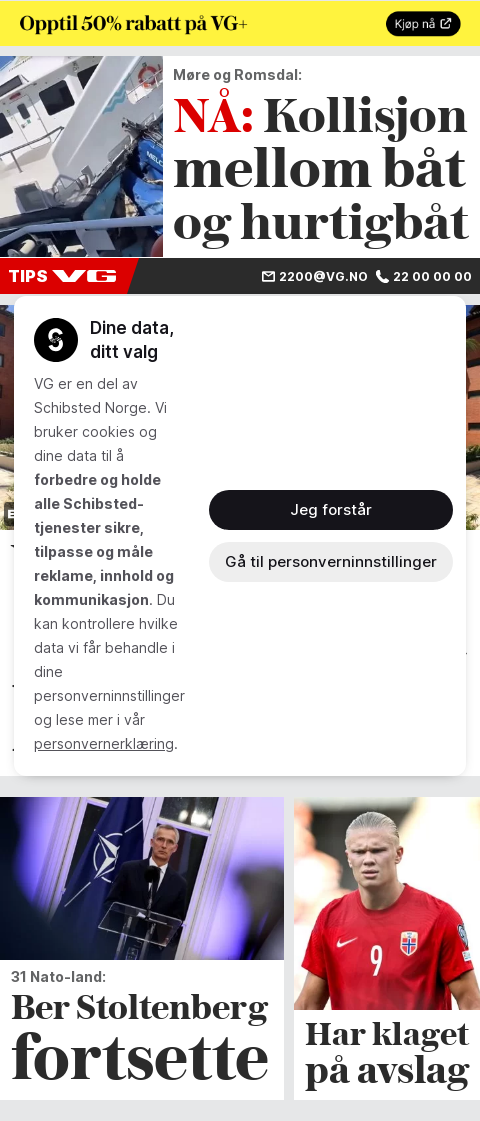 Opptil 50% rabatt på VG+
Kjøp nå
Møre og Romsdal:
NÅ: Kollisjon
mellom båt
og hurtigbåt
TIPS VG
2200@VG.NO
22 00 00 00
Dine data,
ditt valg
VG er en del av
Schibsted Norge. Vi
bruker cookies og
dine data til å
forbedre og holde
alle Schibsted-
tjenester sikre,
tilpasse og måle
reklame, innhold og
kommunikasjon. Du
kan kontrollere hvilke
data vi får behandle i
dine
personverninnstillinger
og lese mer i vår
personvernerklæring.
Jeg forstår
Gå til personverninnstillinger
31 Nato-land:
Ber Stoltenberg
fortsette
9
Har klaget
på avslag